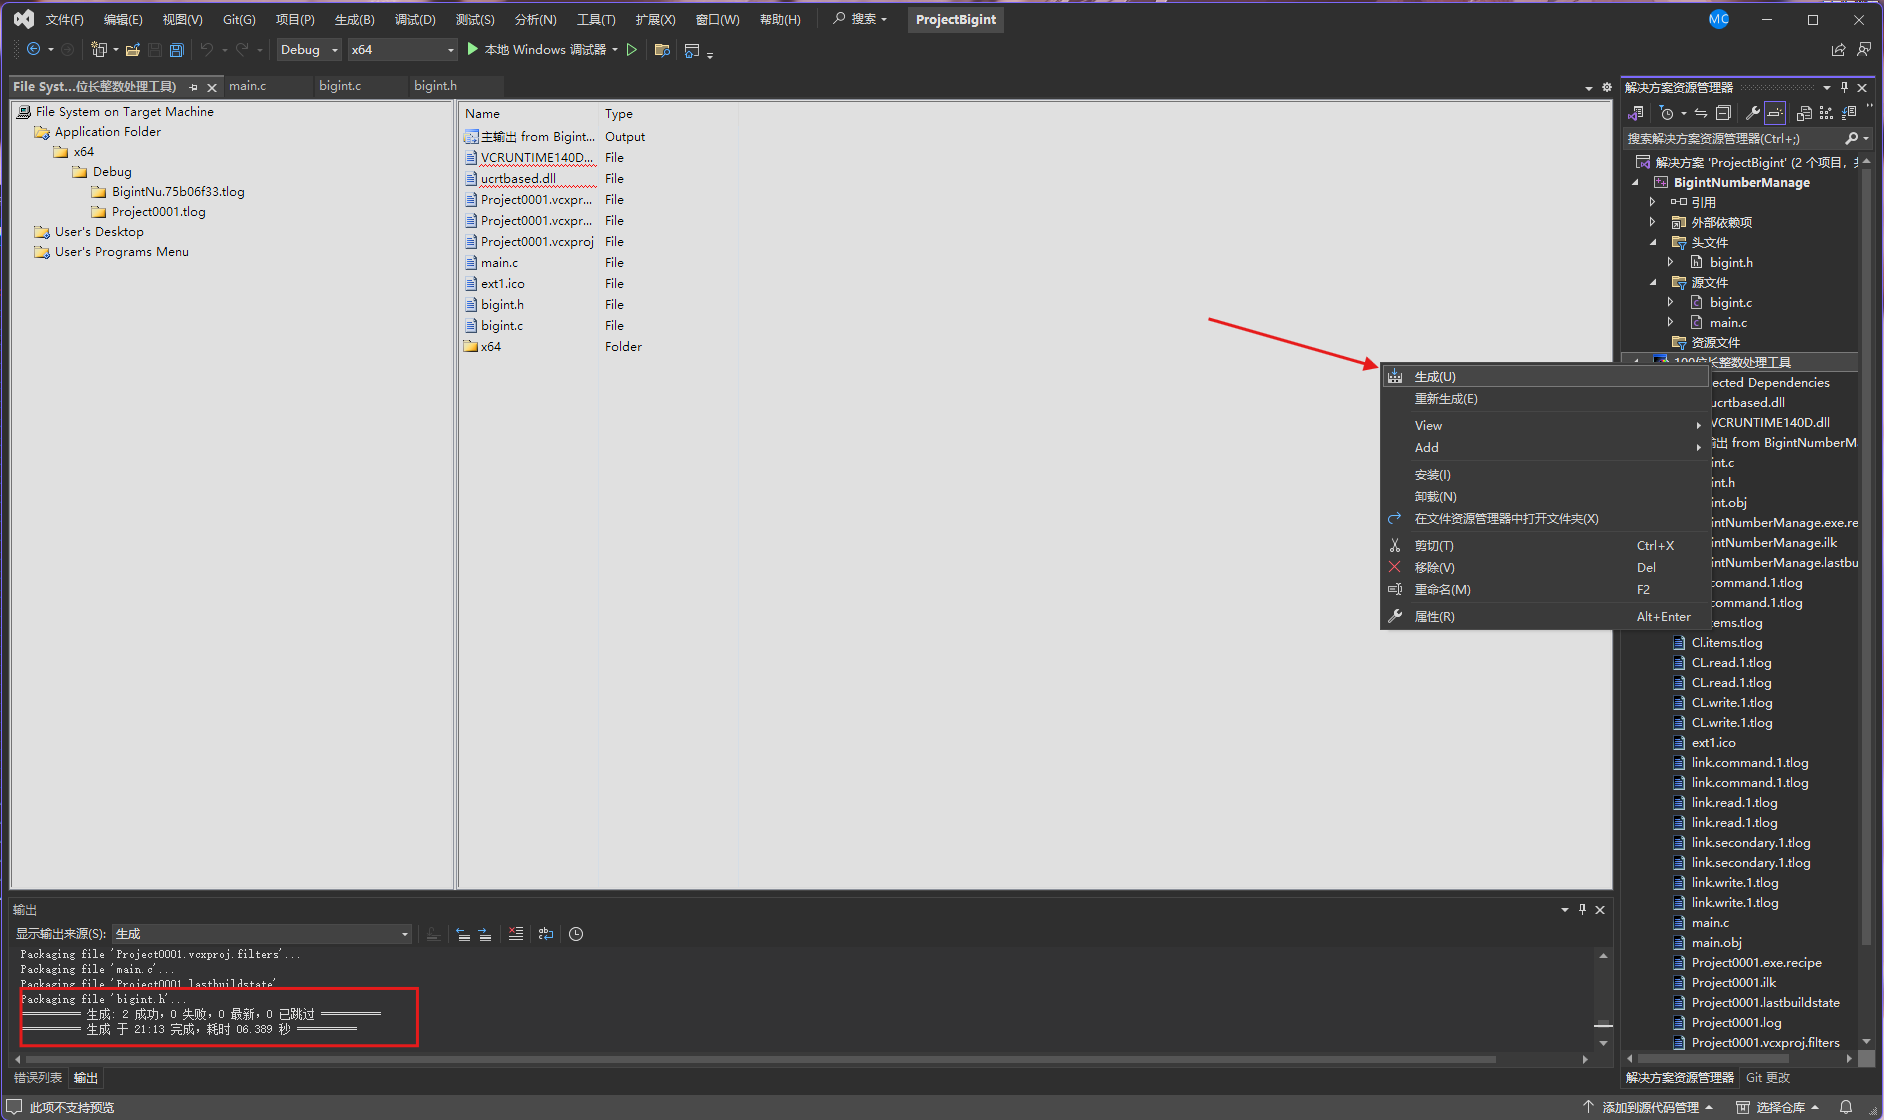 文件(F) 编辑(E) 视图(V) Git(G) 项目(P) 生成(B) 调试(D) 测试(S) 分析(N) 工具(T) 扩展(X) 窗口(W) 帮助(H) 搜索 ProjectBigint MC
Debug x64 本地 Windows 调试器
File Syst...位长整数处理工具) main.c bigint.c bigint.h
File System on Target Machine
Application Folder
x64
Debug
BigintNu.75b06f33.tlog
Project0001.tlog
User's Desktop
User's Programs Menu
Name Type
主输出 from Bigint... Output
VCRUNTIME140D... File
ucrtbased.dll File
Project0001.vcxpr... File
Project0001.vcxpr... File
Project0001.vcxproj File
main.c File
ext1.ico File
bigint.h File
bigint.c File
x64 Folder
生成(U)
重新生成(E)
View
Add
安装(I)
卸载(N)
在文件资源管理器中打开文件夹(X)
剪切(T) Ctrl+X
移除(V) Del
重命名(M) F2
属性(R) Alt+Enter
解决方案资源管理器
搜索解决方案资源管理器(Ctrl+;)
解决方案 'ProjectBigint' (2 个项目，
BigintNumberManage
引用
外部依赖项
头文件
bigint.h
源文件
bigint.c
main.c
资源文件
100位长整数处理工具
ected Dependencies
ucrtbased.dll
VCRUNTIME140D.dll
出 from BigintNumberM
int.c
int.h
int.obj
intNumberManage.exe.re
intNumberManage.ilk
intNumberManage.lastbu
command.1.tlog
command.1.tlog
tems.tlog
Cl.items.tlog
CL.read.1.tlog
CL.read.1.tlog
CL.write.1.tlog
CL.write.1.tlog
ext1.ico
link.command.1.tlog
link.command.1.tlog
link.read.1.tlog
link.read.1.tlog
link.secondary.1.tlog
link.secondary.1.tlog
link.write.1.tlog
link.write.1.tlog
main.c
main.obj
Project0001.exe.recipe
Project0001.ilk
Project0001.lastbuildstate
Project0001.log
Project0001.vcxproj.filters
解决方案资源管理器 Git 更改
输出
显示输出来源(S): 生成
Packaging file 'Project0001.vcxproj.filters'...
Packaging file 'main.c'...
Packaging file 'Project0001.lastbuildstate'
Packaging file 'bigint.h'...
========== 生成: 2 成功，0 失败，0 最新，0 已跳过 ==========
========== 生成 于 21:13 完成，耗时 06.389 秒 ==========
错误列表 输出
此项不支持预览 添加到源代码管理 选择仓库